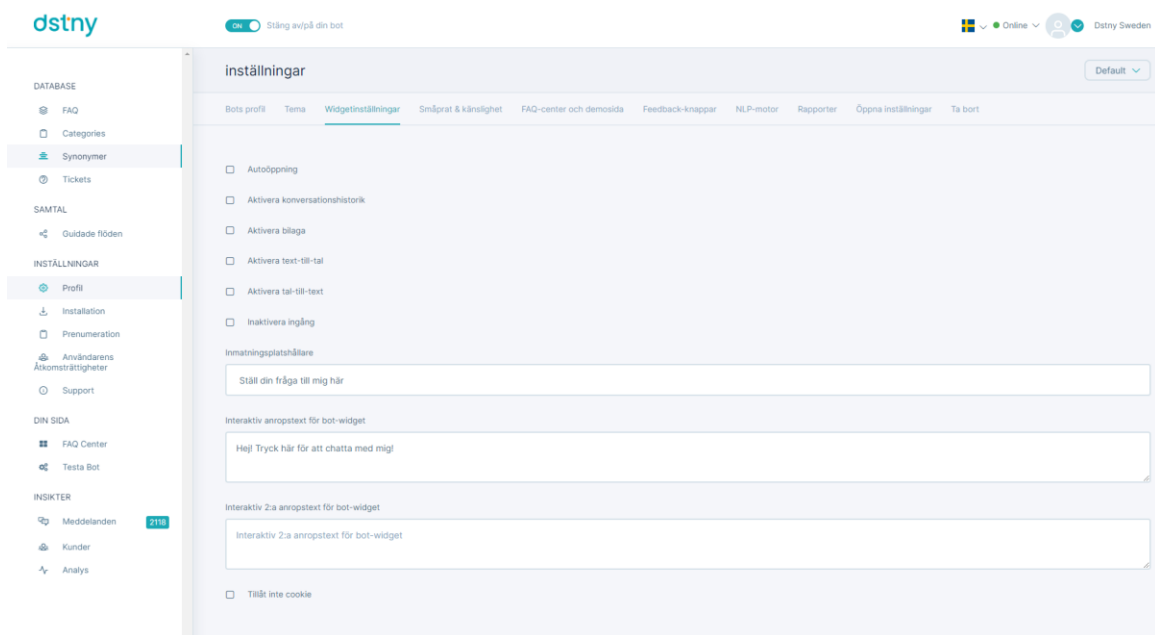 dstny
ON Stäng av/på din bot
Online
Dstny Sweden
inställningar
Default
DATABASE
FAQ
Categories
Synonymer
Tickets
SAMTAL
Guidade flöden
INSTÄLLNINGAR
Profil
Installation
Prenumeration
Användarens
Åtkomsträttigheter
Support
DIN SIDA
FAQ Center
Testa Bot
INSIKTER
Meddelanden 2118
Kunder
Analys
Bots profil Tema Widgetinställningar Småprat & känslighet FAQ-center och demosida Feedback-knappar NLP-motor Rapporter Öppna inställningar Ta bort
Autoöppning
Aktivera konversationshistorik
Aktivera bilaga
Aktivera text-till-tal
Aktivera tal-till-text
Inaktivera ingång
Inmatningsplatshållare
Ställ din fråga till mig här
Interaktiv anropstext för bot-widget
Hej! Tryck här för att chatta med mig!
Interaktiv 2:a anropstext för bot-widget
Interaktiv 2:a anropstext för bot-widget
Tillåt inte cookie